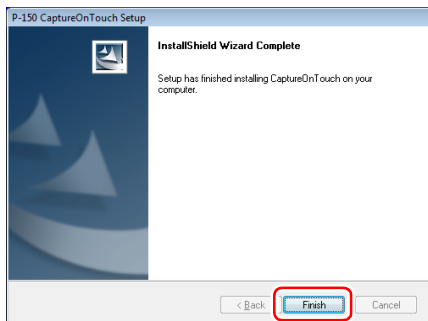 P-150 CaptureOnTouch Setup
InstallShield Wizard Complete
Setup has finished installing CaptureOnTouch on your
computer.
< Back
Finish
Cancel